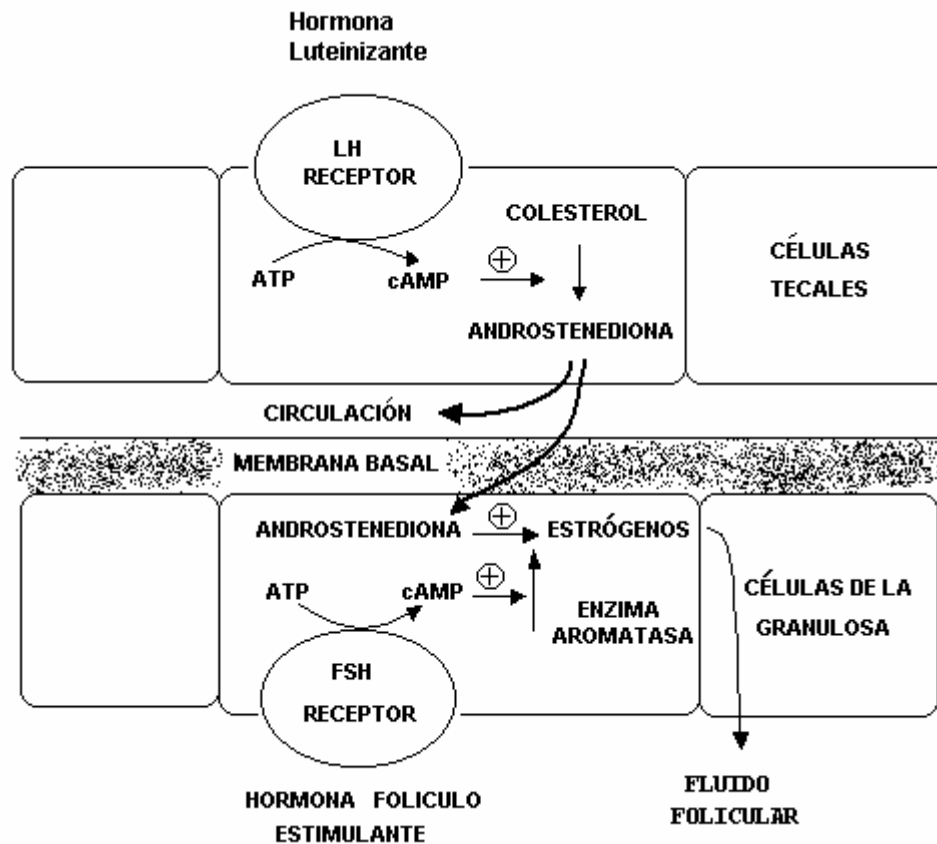 Hormona
Luteinizante
LH
RECEPTOR
COLESTEROL
ATP
cAMP
CÉLULAS
TECALES
ANDROSTENEDIONA
CIRCULACIÓN
MEMBRANA BASAL
ANDROSTENEDIONA
ESTRÓGENOS
ATP
cAMP
ENZIMA
AROMATASA
CÉLULAS DE LA
GRANULOSA
FSH
RECEPTOR
HORMONA FOLICULO
ESTIMULANTE
FLUIDO
FOLICULAR